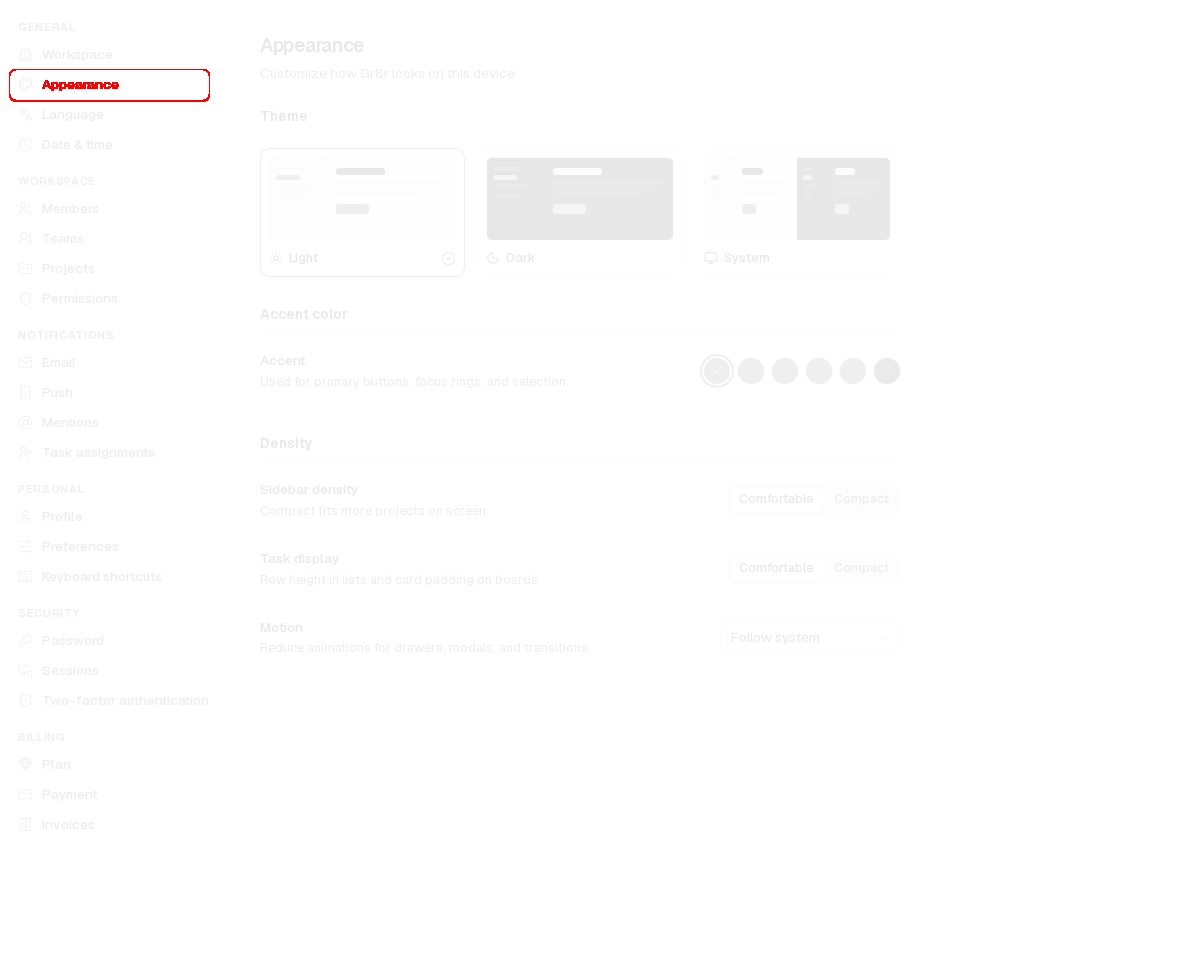 GENERAL
Workspace
Appearance
Language
Date & time
WORKSPACE
Members
Teams
Projects
Permissions
NOTIFICATIONS
Email
Push
Mentions
Task assignments
PERSONAL
Profile
Preferences
Keyboard shortcuts
SECURITY
Password
Sessions
Two-factor authentication
BILLING
Plan
Payment
Invoices
Appearance
Customize how Gr8r looks on this device.
Theme
Light
Dark
System
Accent color
Accent
Used for primary buttons, focus rings, and selection.
Density
Sidebar density
Compact fits more projects on screen.
Comfortable Compact
Task display
Row height in lists and card padding on boards.
Comfortable Compact
Motion
Reduce animations for drawers, modals, and transitions.
Follow system